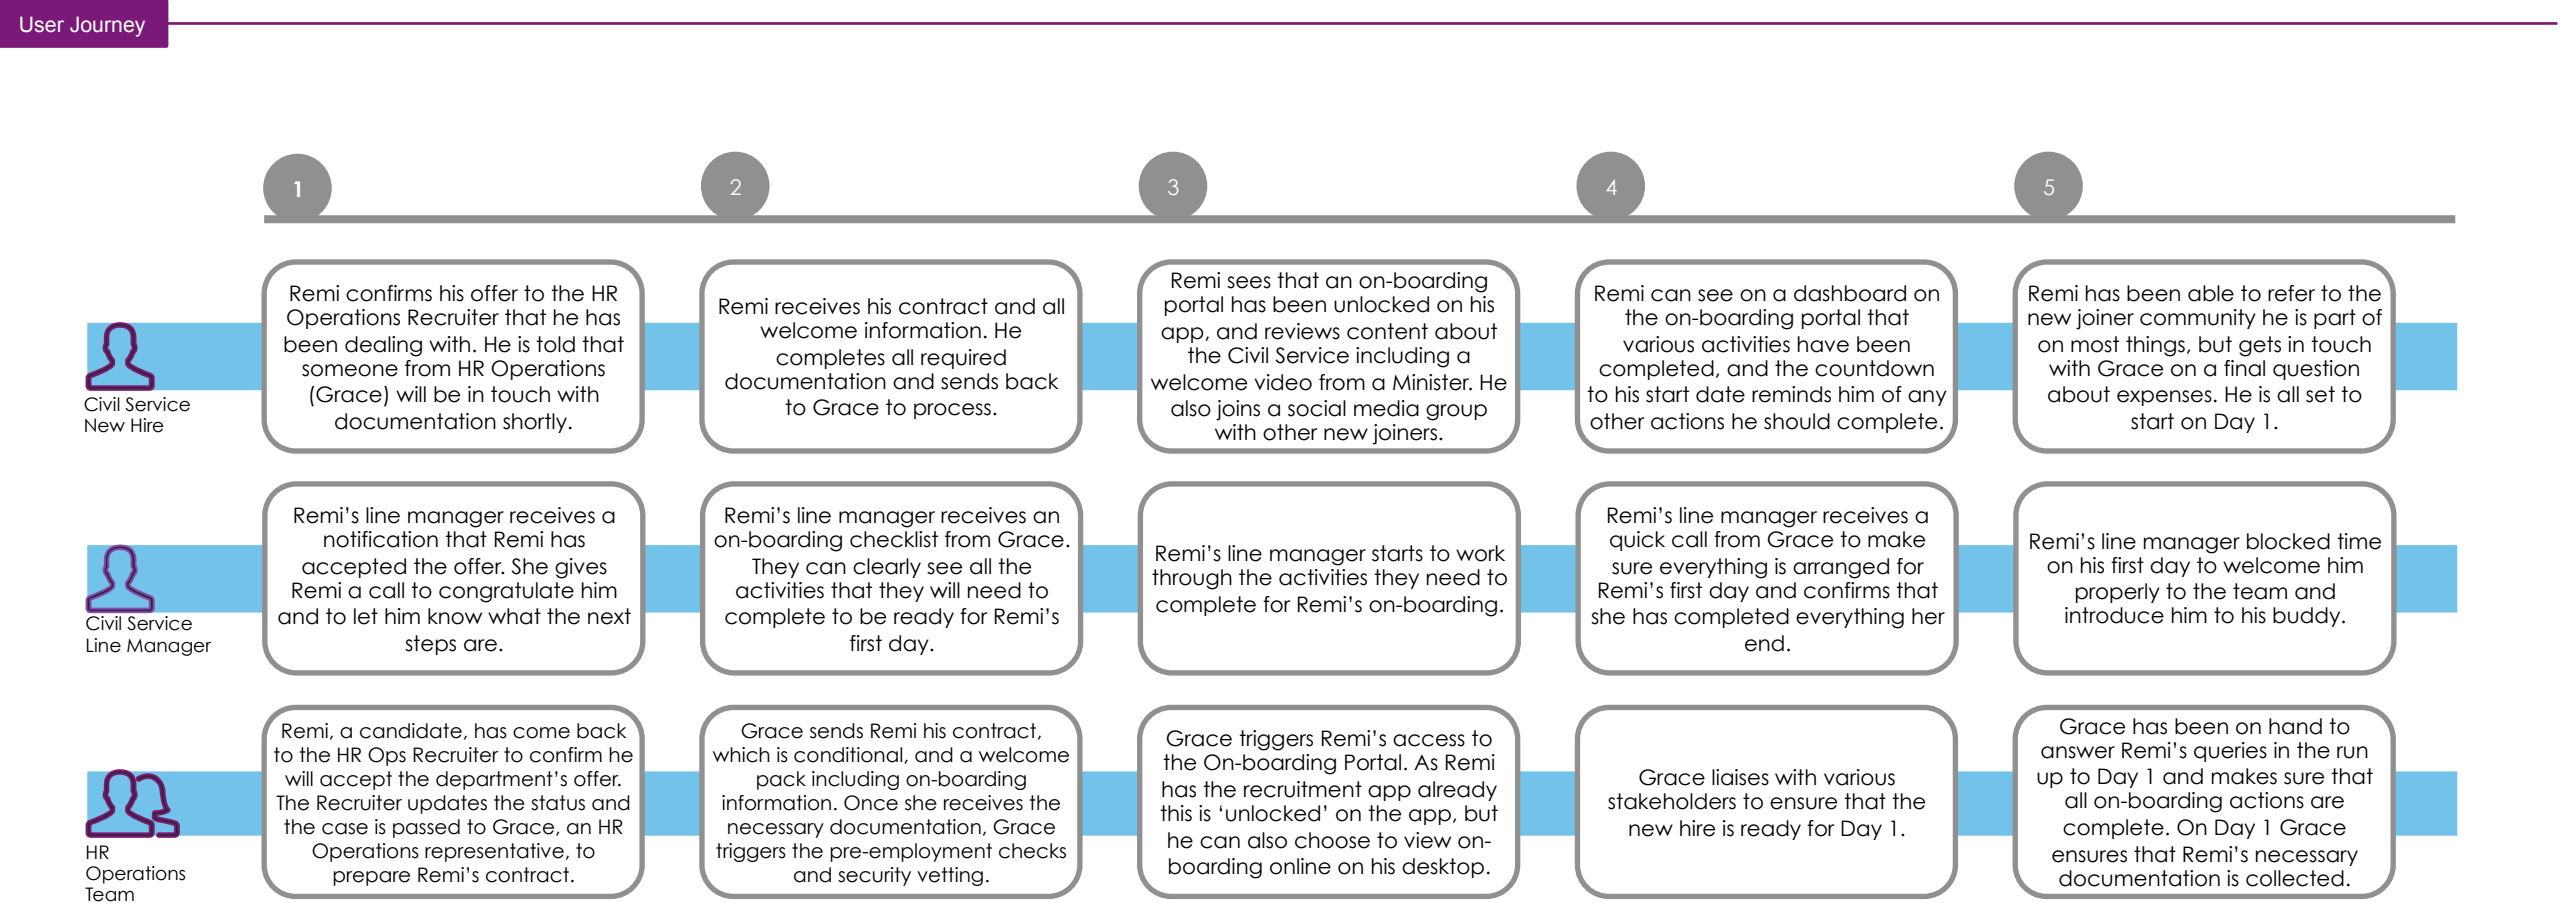 User Journey
1
2
3
4
5
Civil Service
New Hire
Remi confirms his offer to the HR
Operations Recruiter that he has
been dealing with. He is told that
someone from HR Operations
(Grace) will be in touch with
documentation shortly.
Remi receives his contract and all
welcome information. He
completes all required
documentation and sends back
to Grace to process.
Remi sees that an on-boarding
portal has been unlocked on his
app, and reviews content about
the Civil Service including a
welcome video from a Minister. He
also joins a social media group
with other new joiners.
Remi can see on a dashboard on
the on-boarding portal that
various activities have been
completed, and the countdown
to his start date reminds him of any
other actions he should complete.
Remi has been able to refer to the
new joiner community he is part of
on most things, but gets in touch
with Grace on a final question
about expenses. He is all set to
start on Day 1.
Civil Service
Line Manager
Remi’s line manager receives a
notification that Remi has
accepted the offer. She gives
Remi a call to congratulate him
and to let him know what the next
steps are.
Remi’s line manager receives an
on-boarding checklist from Grace.
They can clearly see all the
activities that they will need to
complete to be ready for Remi’s
first day.
Remi’s line manager starts to work
through the activities they need to
complete for Remi’s on-boarding.
Remi’s line manager receives a
quick call from Grace to make
sure everything is arranged for
Remi’s first day and confirms that
she has completed everything her
end.
Remi’s line manager blocked time
on his first day to welcome him
properly to the team and
introduce him to his buddy.
HR
Operations
Team
Remi, a candidate, has come back
to the HR Ops Recruiter to confirm he
will accept the department’s offer.
The Recruiter updates the status and
the case is passed to Grace, an HR
Operations representative, to
prepare Remi’s contract.
Grace sends Remi his contract,
which is conditional, and a welcome
pack including on-boarding
information. Once she receives the
necessary documentation, Grace
triggers the pre-employment checks
and security vetting.
Grace triggers Remi’s access to
the On-boarding Portal. As Remi
has the recruitment app already
this is ‘unlocked’ on the app, but
he can also choose to view on-
boarding online on his desktop.
Grace liaises with various
stakeholders to ensure that the
new hire is ready for Day 1.
Grace has been on hand to
answer Remi’s queries in the run
up to Day 1 and makes sure that
all on-boarding actions are
complete. On Day 1 Grace
ensures that Remi’s necessary
documentation is collected.